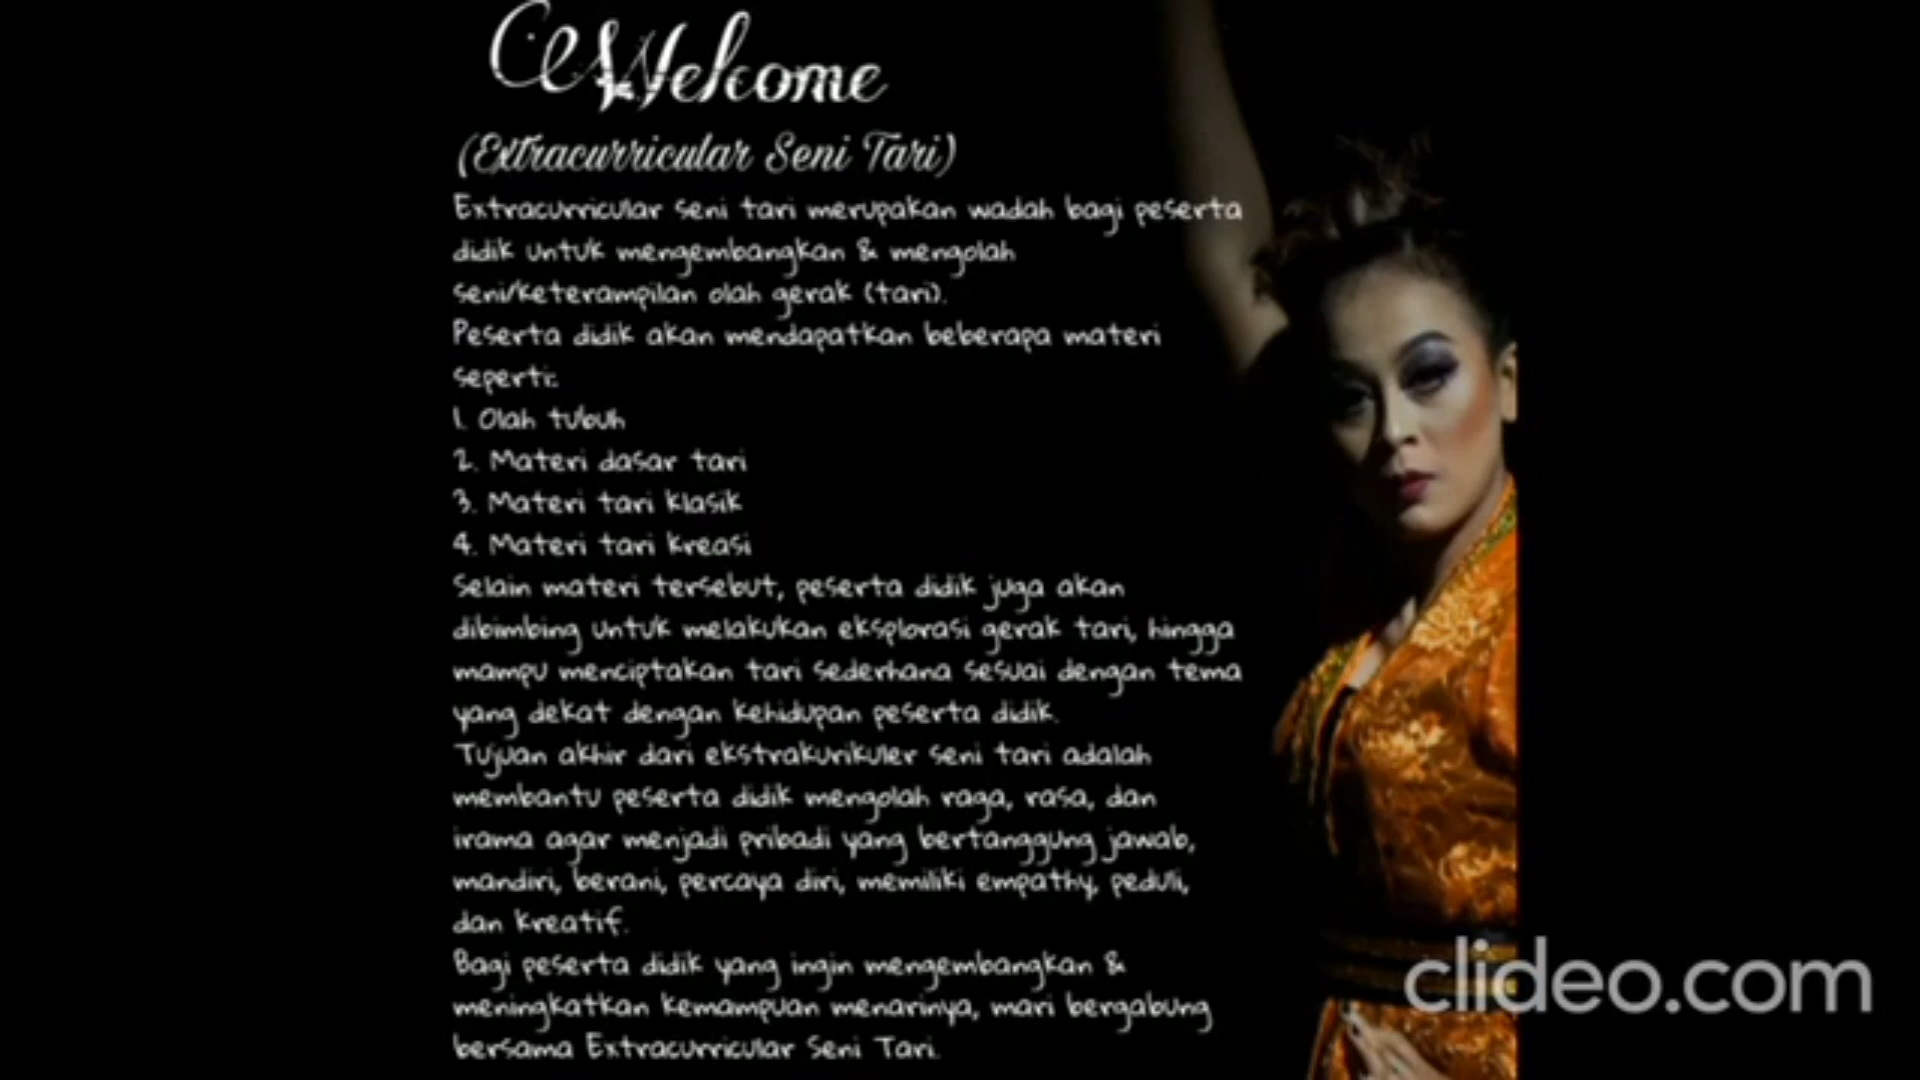 Welcome
(Extracurricular Seni Tari)
Extracurricular seni tari merupakan wadah bagi peserta
didik untuk mengembangkan & mengolah
seni/keterampilan olah gerak (tari).
Peserta didik akan mendapatkan beberapa materi
seperti:
1. Olah tubuh
2. Materi dasar tari
3. Materi tari klasik
4. Materi tari kreasi
Selain materi tersebut, peserta didik juga akan
dibimbing untuk melakukan eksplorasi gerak tari, hingga
mampu menciptakan tari sederhana sesuai dengan tema
yang dekat dengan kehidupan peserta didik.
Tujuan akhir dari ekstrakurikuler seni tari adalah
membantu peserta didik mengolah raga, rasa, dan
irama agar menjadi pribadi yang bertanggung jawab,
mandiri, berani, percaya diri, memiliki empathy, peduli,
dan kreatif.
Bagi peserta didik yang ingin mengembangkan &
meningkatkan kemampuan menarinya, mari bergabung
bersama Extracurricular Seni Tari.
clideo.com